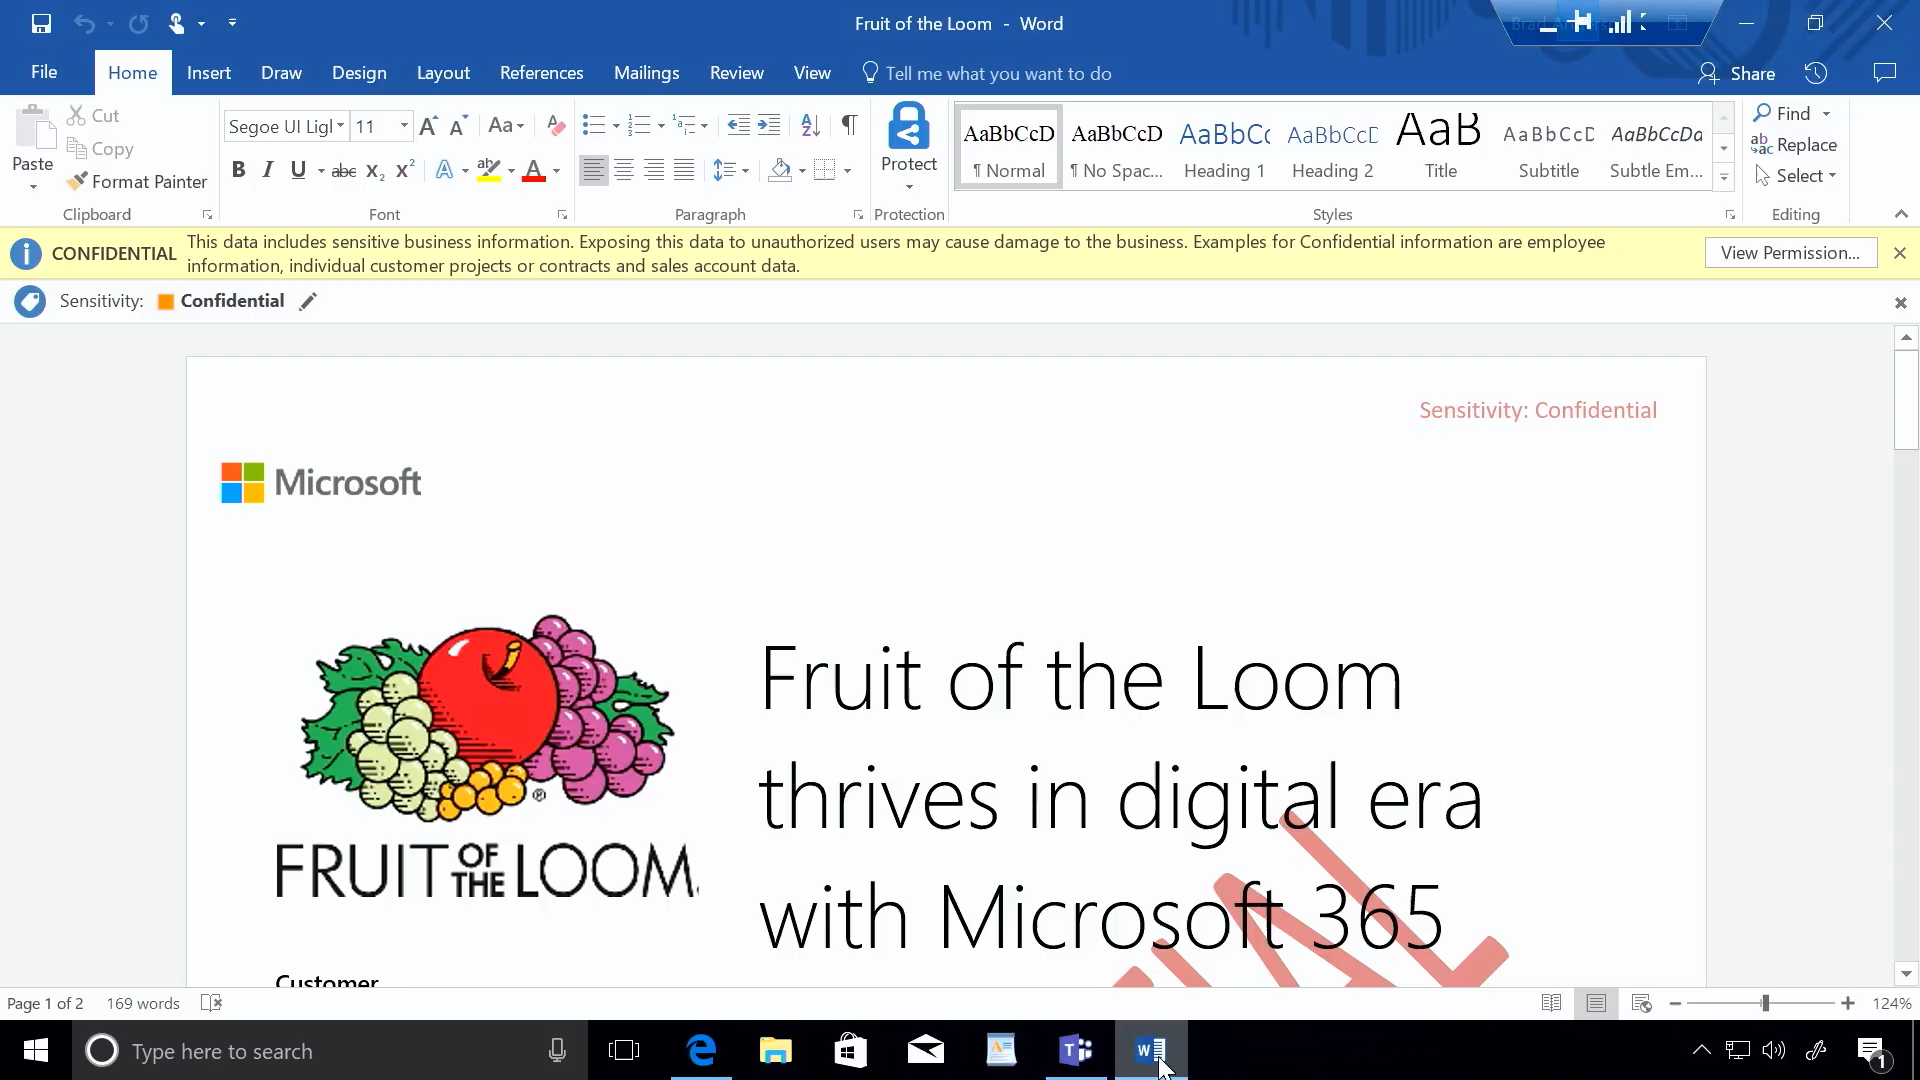 Fruit of the Loom - Word
File Home Insert Draw Design Layout References Mailings Review View Tell me what you want to do Share
Paste
Cut
Copy
Format Painter
Clipboard
Segoe UI Ligl 11
Font
Paragraph
Protect
Protection
AaBbCcD AaBbCcD AaBbCc AaBbCcD AaB AaBbCcD AaBbCcDa
¶ Normal ¶ No Spac... Heading 1 Heading 2 Title Subtitle Subtle Em...
Styles
Find
Replace
Select
Editing
CONFIDENTIAL This data includes sensitive business information. Exposing this data to unauthorized users may cause damage to the business. Examples for Confidential information are employee
information, individual customer projects or contracts and sales account data.
View Permission...
Sensitivity: Confidential
Sensitivity: Confidential
Microsoft
FRUIT OF THE LOOM.
Fruit of the Loom
thrives in digital era
with Microsoft 365
Customer
Page 1 of 2 169 words 124%
Type here to search
1